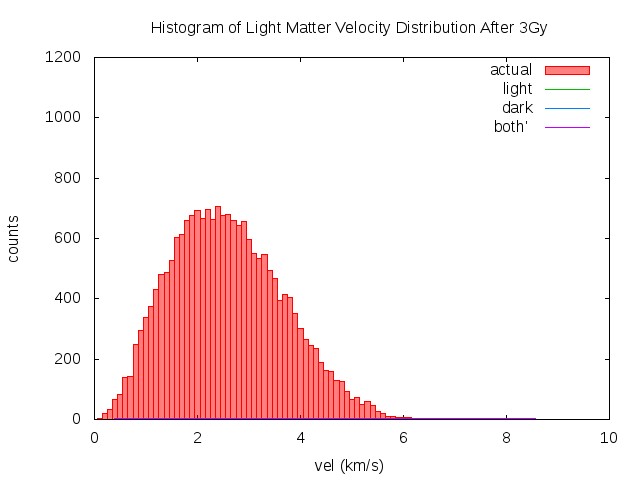 Histogram of Light Matter Velocity Distribution After 3Gy
1200
1000
800
600
400
200
0
counts
actual
light
dark
both'
0 2 4 6 8 10
vel (km/s)